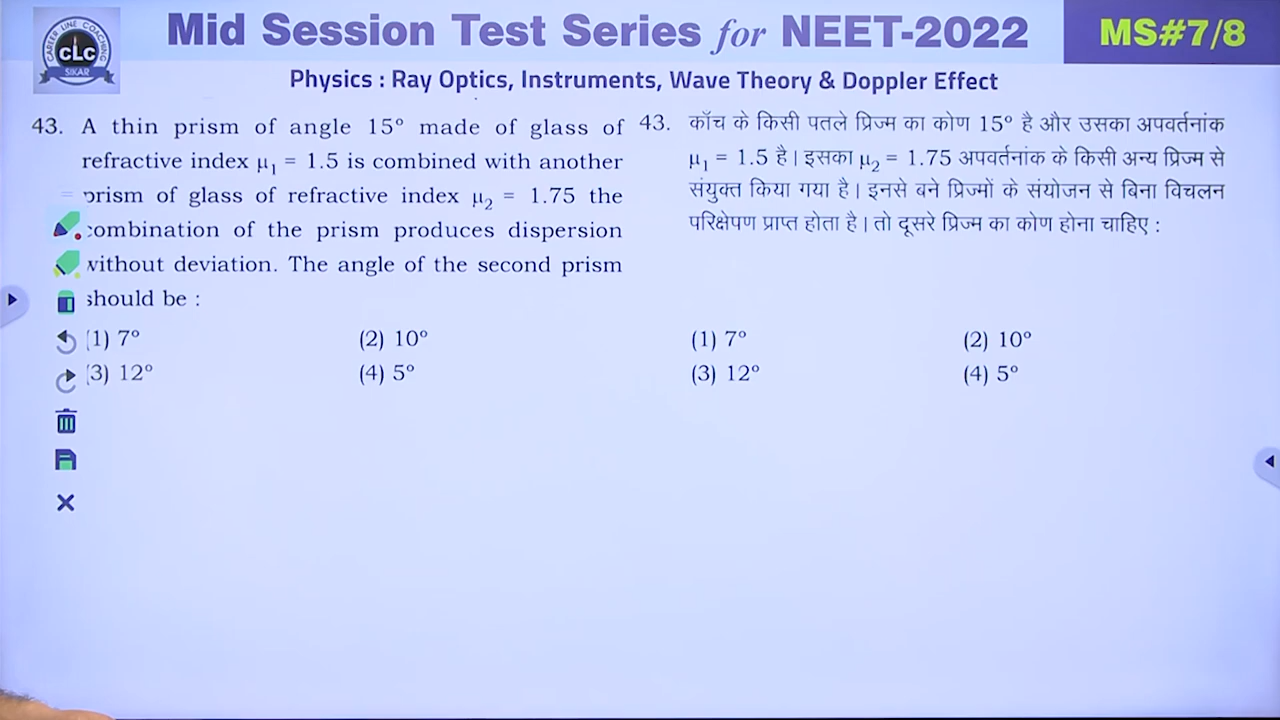 CAREER LINE COACHING
CLC
SIKAR
Mid Session Test Series for NEET-2022
MS#7/8
Physics : Ray Optics, Instruments, Wave Theory & Doppler Effect
43. A thin prism of angle 15° made of glass of
refractive index μ₁ = 1.5 is combined with another
prism of glass of refractive index μ₂ = 1.75 the
combination of the prism produces dispersion
without deviation. The angle of the second prism
should be :
(1) 7° (2) 10°
(3) 12° (4) 5°
43. काँच के किसी पतले प्रिज्म का कोण 15° है और उसका अपवर्तनांक
μ₁ = 1.5 है। इसका μ₂ = 1.75 अपवर्तनांक के किसी अन्य प्रिज्म से
संयुक्त किया गया है। इनसे बने प्रिज्मों के संयोजन से बिना विचलन
परिक्षेपण प्राप्त होता है। तो दूसरे प्रिज्म का कोण होना चाहिए :
(1) 7° (2) 10°
(3) 12° (4) 5°